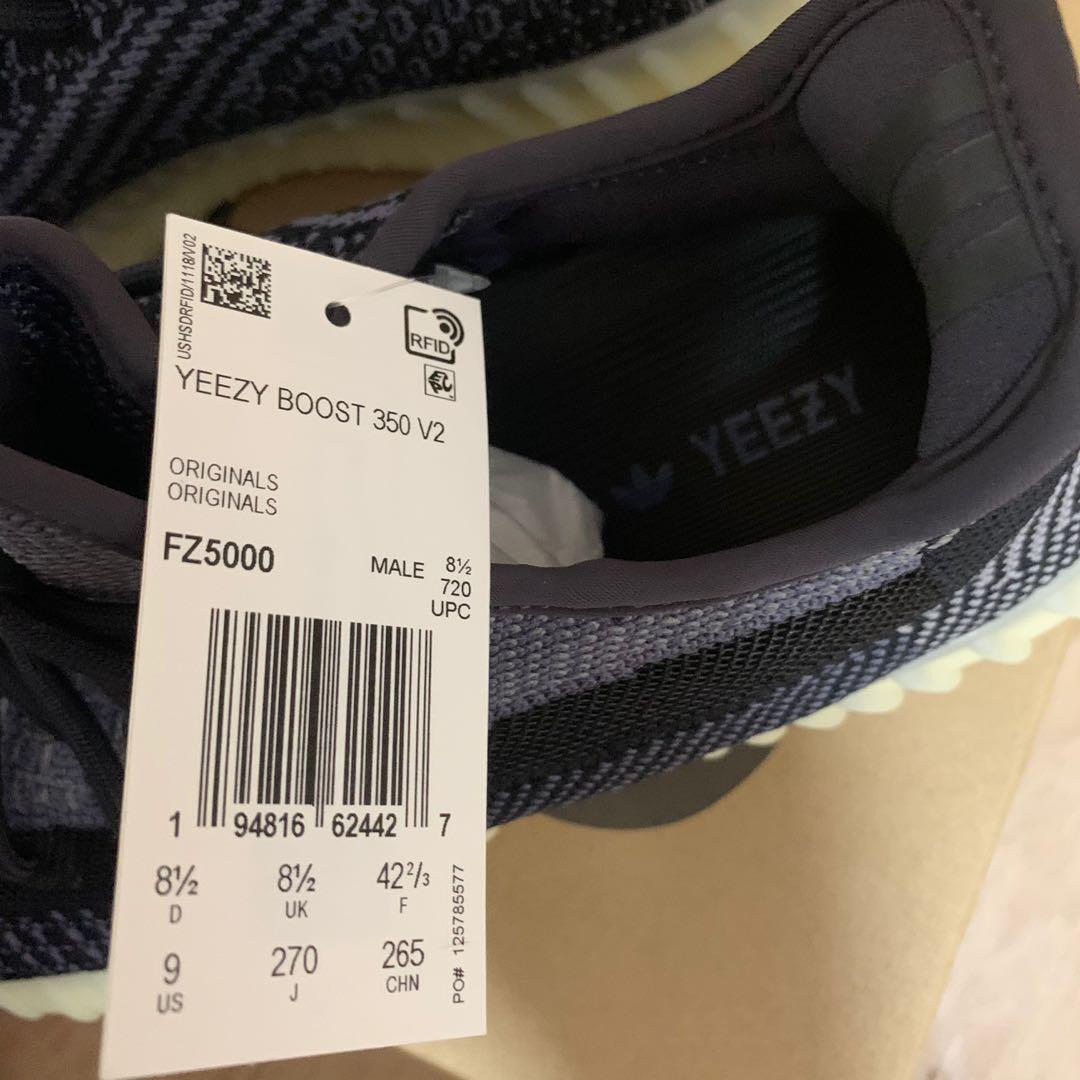 USHSDRFID/1118/V02
RFID
YEEZY BOOST 350 V2
ORIGINALS
ORIGINALS
FZ5000
MALE 8½
720
UPC
1 94816 62442 7
8½ 8½ 42⅔
D UK F
9 270 265
US J CHN
PO# 125785577
YEEZY